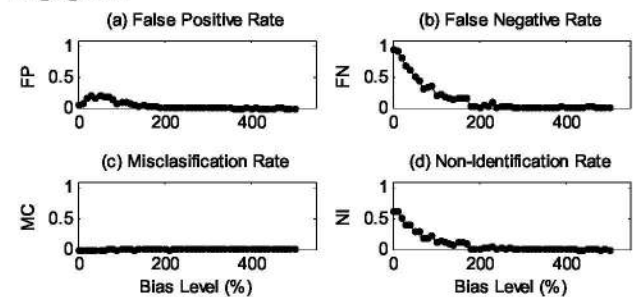 (a) False Positive Rate
(b) False Negative Rate
FP
1
0.5
0
0
200
400
FN
1
0.5
0
0
200
400
(c) Misclasification Rate
(d) Non-Identification Rate
MC
1
0.5
0
0
200
400
Bias Level (%)
NI
1
0.5
0
0
200
400
Bias Level (%)